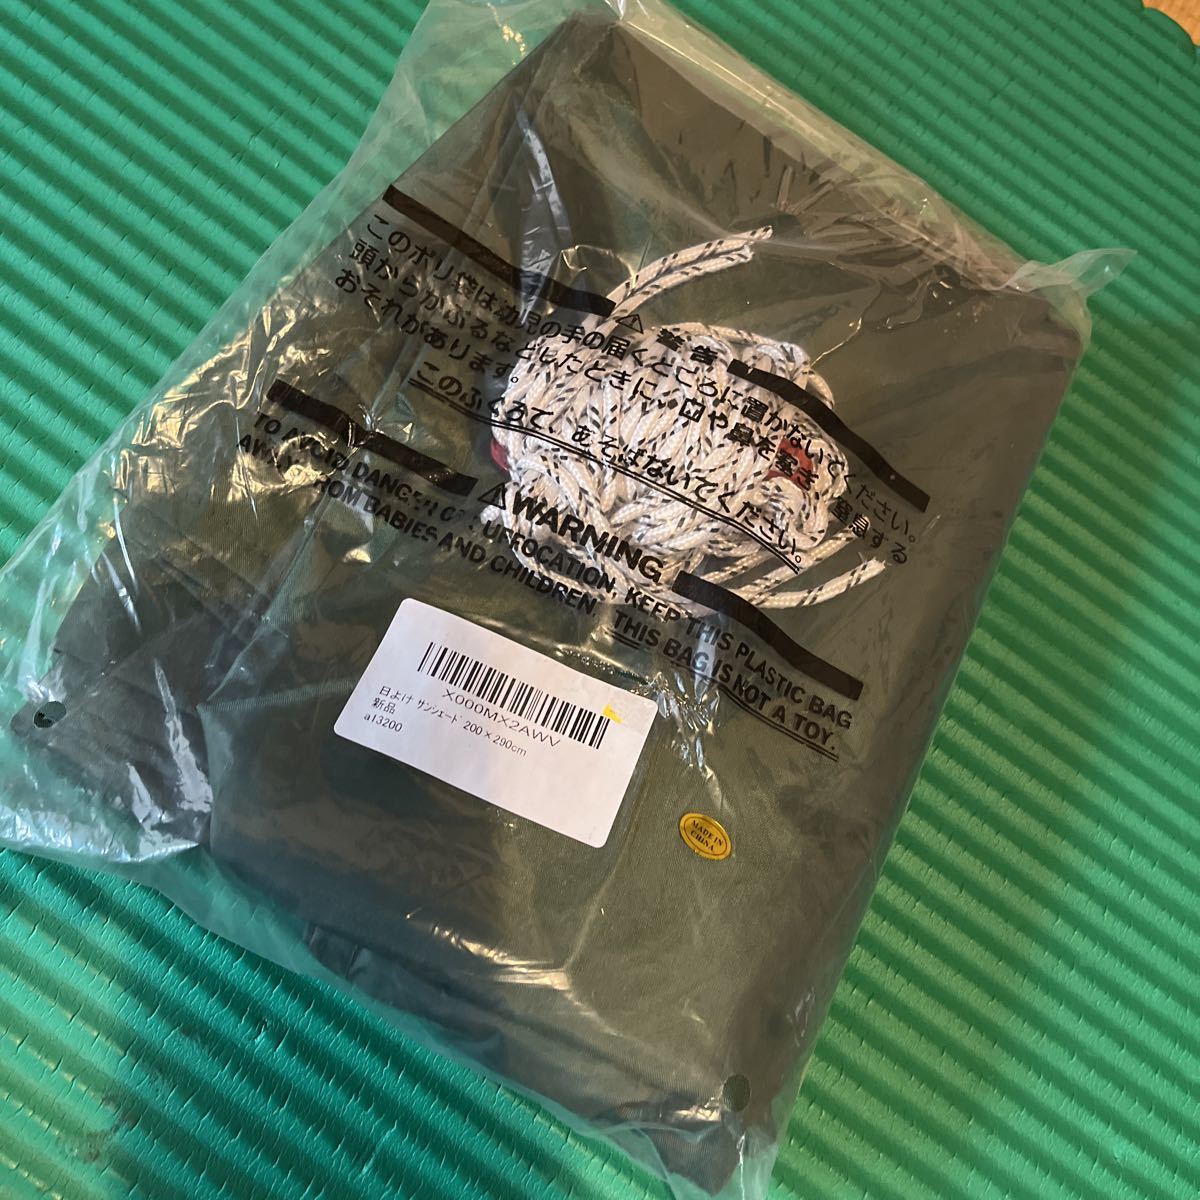 警告
このポリ袋は幼児の手の届くところに置かないでください。
頭からかぶるなどしたときに、口や鼻を塞ぎ、窒息する
おそれがあります。
このふくろで、あそばないでください。
WARNING
TO AVOID DANGER OF SUFFOCATION, KEEP THIS PLASTIC BAG
AWAY FROM BABIES AND CHILDREN. THIS BAG IS NOT A TOY.
X000MX2AWV
日よけ サンシェード 200×290cm
新品
a13200
MADE IN
CHINA